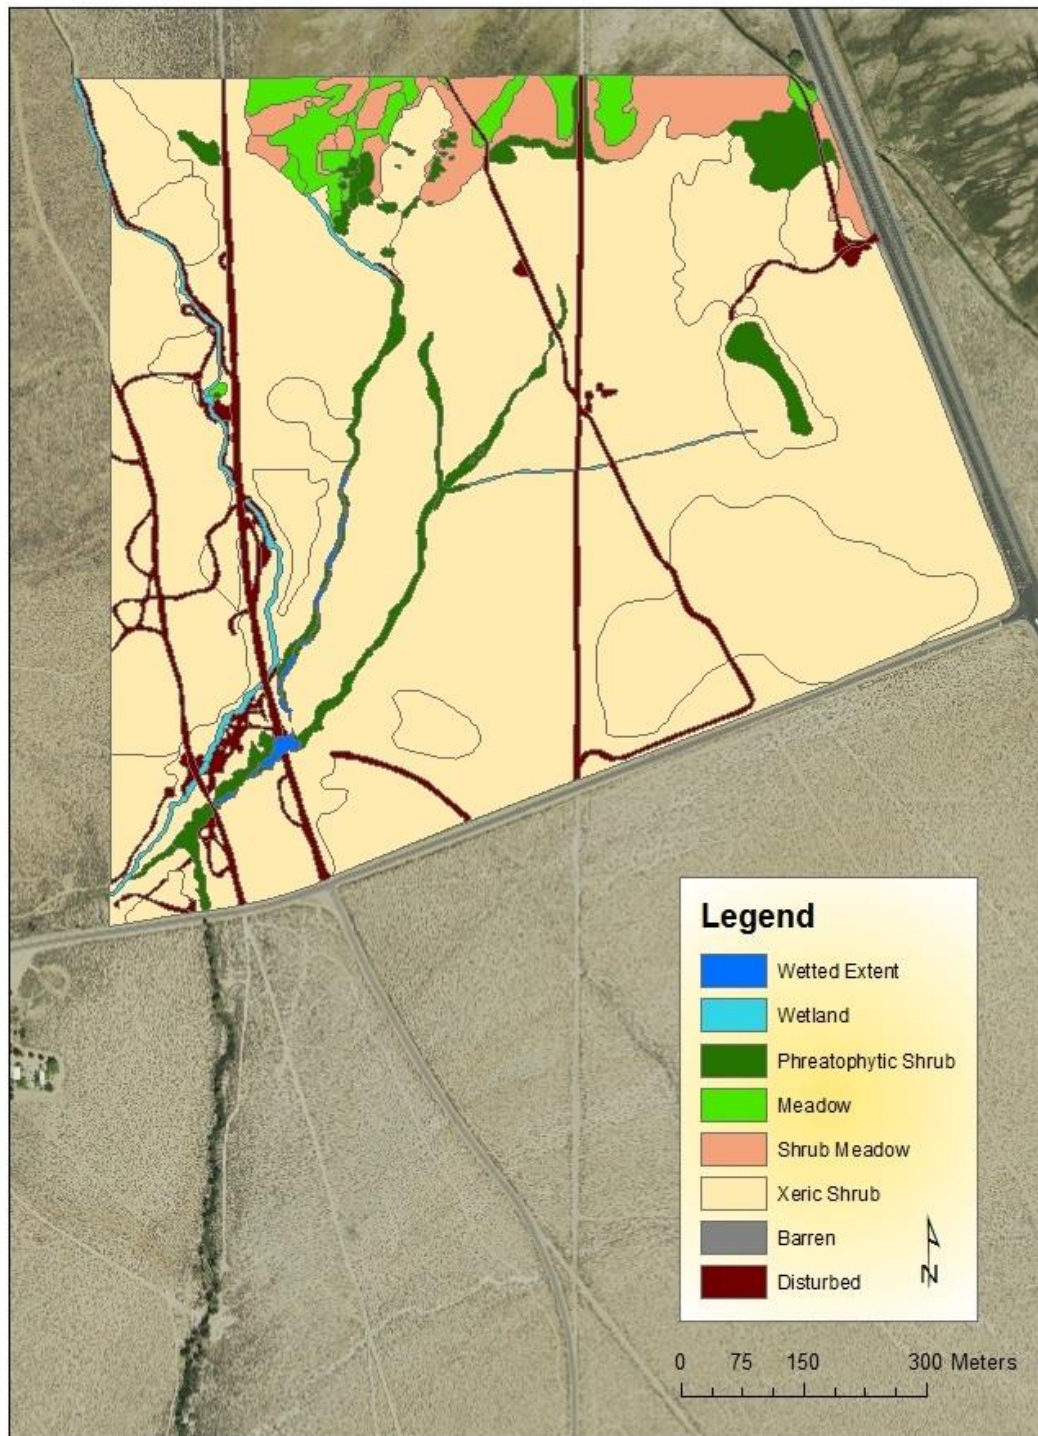 Legend
Wetted Extent
Wetland
Phreatophytic Shrub
Meadow
Shrub Meadow
Xeric Shrub
Barren
Disturbed
N
0 75 150 300 Meters